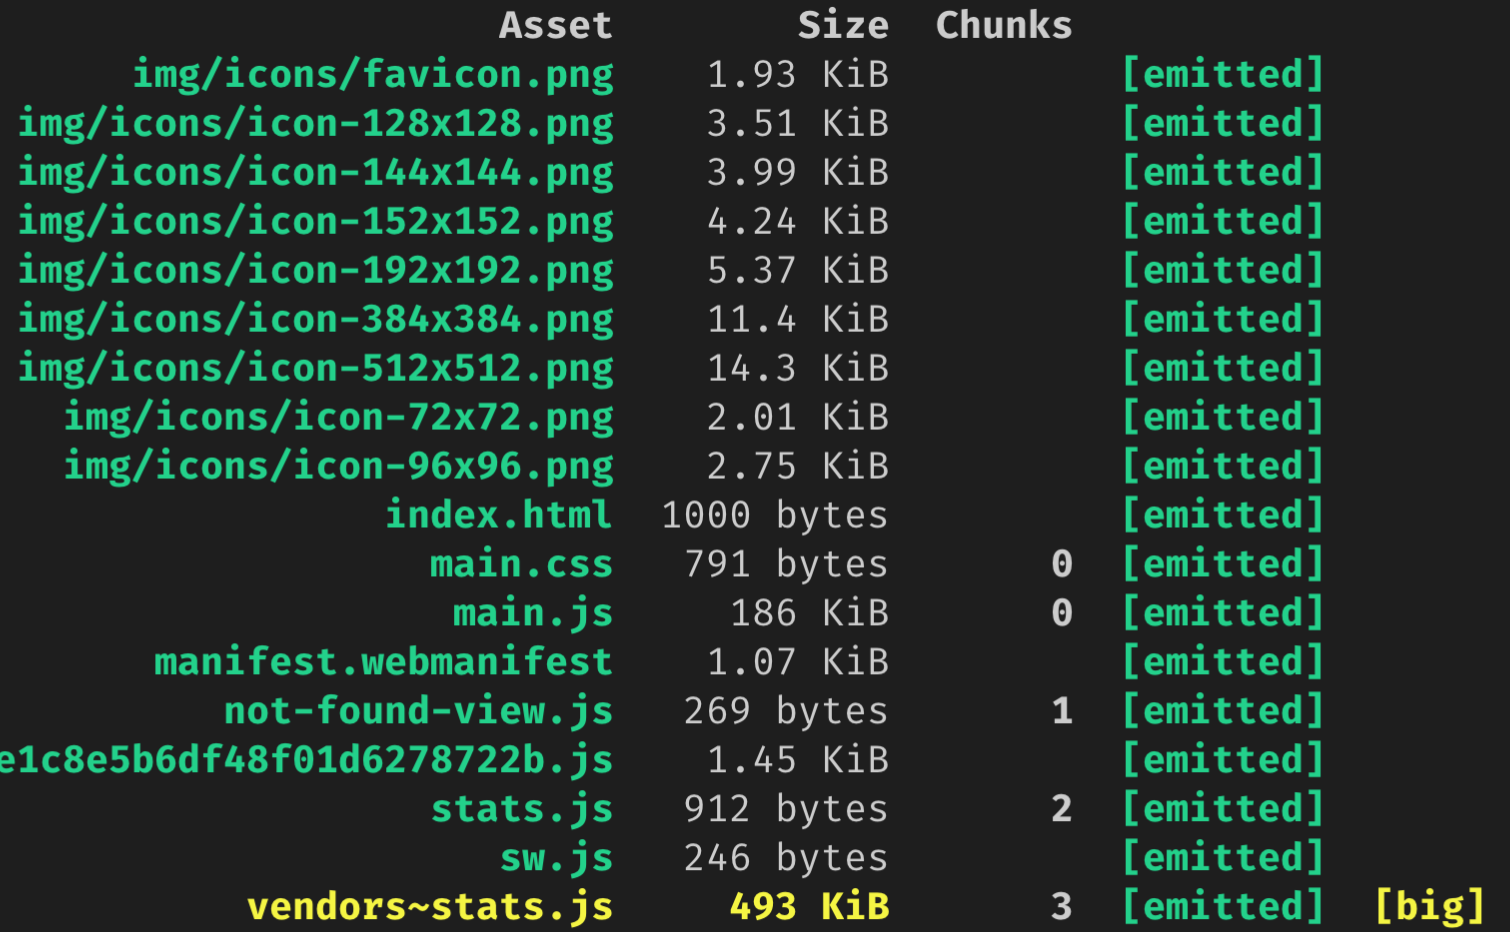 Asset Size Chunks
img/icons/favicon.png 1.93 KiB [emitted]
img/icons/icon-128x128.png 3.51 KiB [emitted]
img/icons/icon-144x144.png 3.99 KiB [emitted]
img/icons/icon-152x152.png 4.24 KiB [emitted]
img/icons/icon-192x192.png 5.37 KiB [emitted]
img/icons/icon-384x384.png 11.4 KiB [emitted]
img/icons/icon-512x512.png 14.3 KiB [emitted]
img/icons/icon-72x72.png 2.01 KiB [emitted]
img/icons/icon-96x96.png 2.75 KiB [emitted]
index.html 1000 bytes [emitted]
main.css 791 bytes 0 [emitted]
main.js 186 KiB 0 [emitted]
manifest.webmanifest 1.07 KiB [emitted]
not-found-view.js 269 bytes 1 [emitted]
e1c8e5b6df48f01d6278722b.js 1.45 KiB [emitted]
stats.js 912 bytes 2 [emitted]
sw.js 246 bytes [emitted]
vendors~stats.js 493 KiB 3 [emitted] [big]